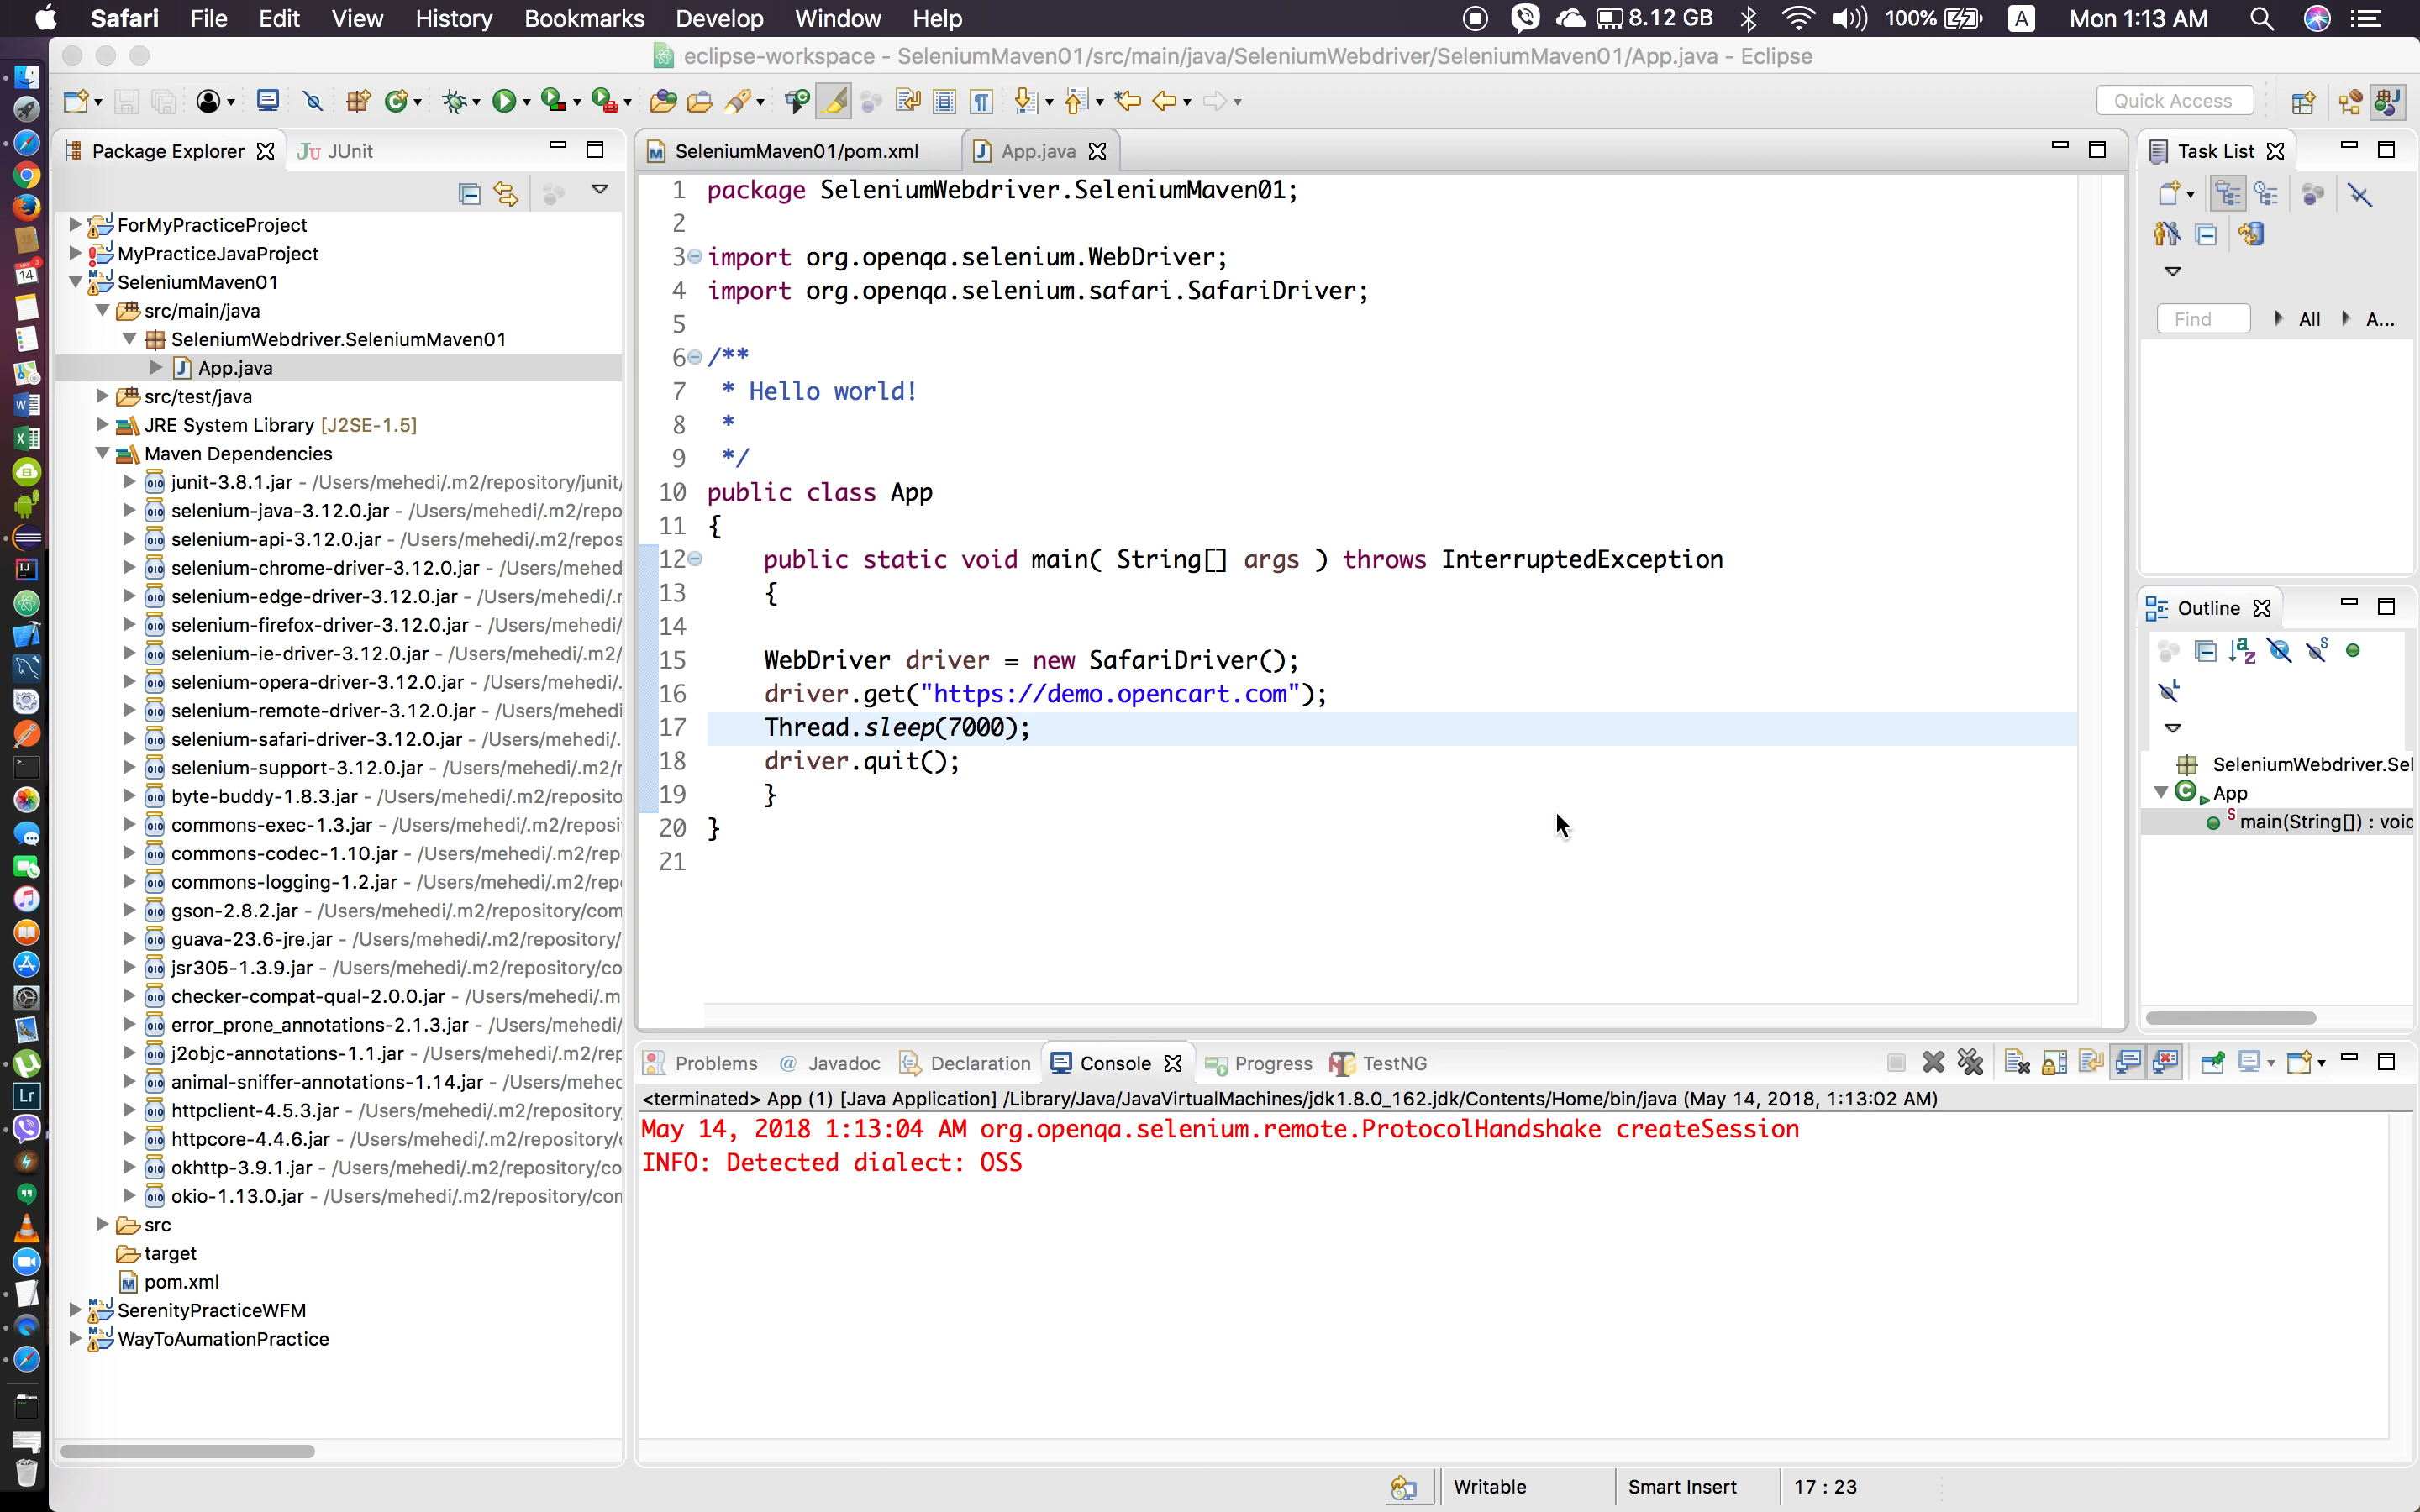 Safari File Edit View History Bookmarks Develop Window Help 8.12 GB 100% A Mon 1:13 AM
eclipse-workspace - SeleniumMaven01/src/main/java/SeleniumWebdriver/SeleniumMaven01/App.java - Eclipse
Quick Access
Package Explorer
JUnit
ForMyPracticeProject
MyPracticeJavaProject
SeleniumMaven01
src/main/java
SeleniumWebdriver.SeleniumMaven01
App.java
src/test/java
JRE System Library [J2SE-1.5]
Maven Dependencies
junit-3.8.1.jar - /Users/mehedi/.m2/repository/junit/
selenium-java-3.12.0.jar - /Users/mehedi/.m2/repo
selenium-api-3.12.0.jar - /Users/mehedi/.m2/repos
selenium-chrome-driver-3.12.0.jar - /Users/mehed
selenium-edge-driver-3.12.0.jar - /Users/mehedi/.r
selenium-firefox-driver-3.12.0.jar - /Users/mehedi/
selenium-ie-driver-3.12.0.jar - /Users/mehedi/.m2/
selenium-opera-driver-3.12.0.jar - /Users/mehedi/.
selenium-remote-driver-3.12.0.jar - /Users/mehedi
selenium-safari-driver-3.12.0.jar - /Users/mehedi/.
selenium-support-3.12.0.jar - /Users/mehedi/.m2/r
byte-buddy-1.8.3.jar - /Users/mehedi/.m2/reposito
commons-exec-1.3.jar - /Users/mehedi/.m2/reposi
commons-codec-1.10.jar - /Users/mehedi/.m2/rep
commons-logging-1.2.jar - /Users/mehedi/.m2/rep
gson-2.8.2.jar - /Users/mehedi/.m2/repository/com
guava-23.6-jre.jar - /Users/mehedi/.m2/repository/
jsr305-1.3.9.jar - /Users/mehedi/.m2/repository/co
checker-compat-qual-2.0.0.jar - /Users/mehedi/.m
error_prone_annotations-2.1.3.jar - /Users/mehedi/
j2objc-annotations-1.1.jar - /Users/mehedi/.m2/rep
animal-sniffer-annotations-1.14.jar - /Users/mehec
httpclient-4.5.3.jar - /Users/mehedi/.m2/repository
httpcore-4.4.6.jar - /Users/mehedi/.m2/repository/
okhttp-3.9.1.jar - /Users/mehedi/.m2/repository/co
okio-1.13.0.jar - /Users/mehedi/.m2/repository/con
src
target
pom.xml
SerenityPracticeWFM
WayToAumationPractice
SeleniumMaven01/pom.xml
App.java
1 package SeleniumWebdriver.SeleniumMaven01;
2
3 import org.openqa.selenium.WebDriver;
4 import org.openqa.selenium.safari.SafariDriver;
5
6 /**
7 * Hello world!
8 *
9 */
10 public class App
11 {
12 public static void main( String[] args ) throws InterruptedException
13 {
14
15 WebDriver driver = new SafariDriver();
16 driver.get("https://demo.opencart.com");
17 Thread.sleep(7000);
18 driver.quit();
19 }
20 }
21
Task List
Find All A...
Outline
SeleniumWebdriver.Sel
App
main(String[]) : voic
Problems Javadoc Declaration Console Progress TestNG
<terminated> App (1) [Java Application] /Library/Java/JavaVirtualMachines/jdk1.8.0_162.jdk/Contents/Home/bin/java (May 14, 2018, 1:13:02 AM)
May 14, 2018 1:13:04 AM org.openqa.selenium.remote.ProtocolHandshake createSession
INFO: Detected dialect: OSS
Writable
Smart Insert
17 : 23